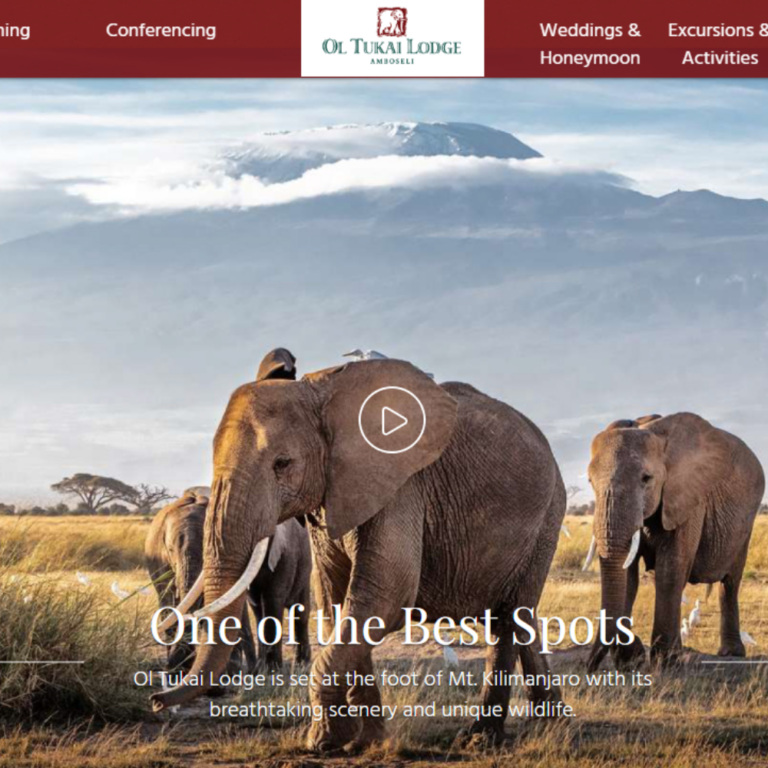 Conferencing
OL TUKAI LODGE
AMBOSELI
Weddings &
Honeymoon
Excursions &
Activities
One of the Best Spots
Ol Tukai Lodge is set at the foot of Mt. Kilimanjaro with its
breathtaking scenery and unique wildlife.